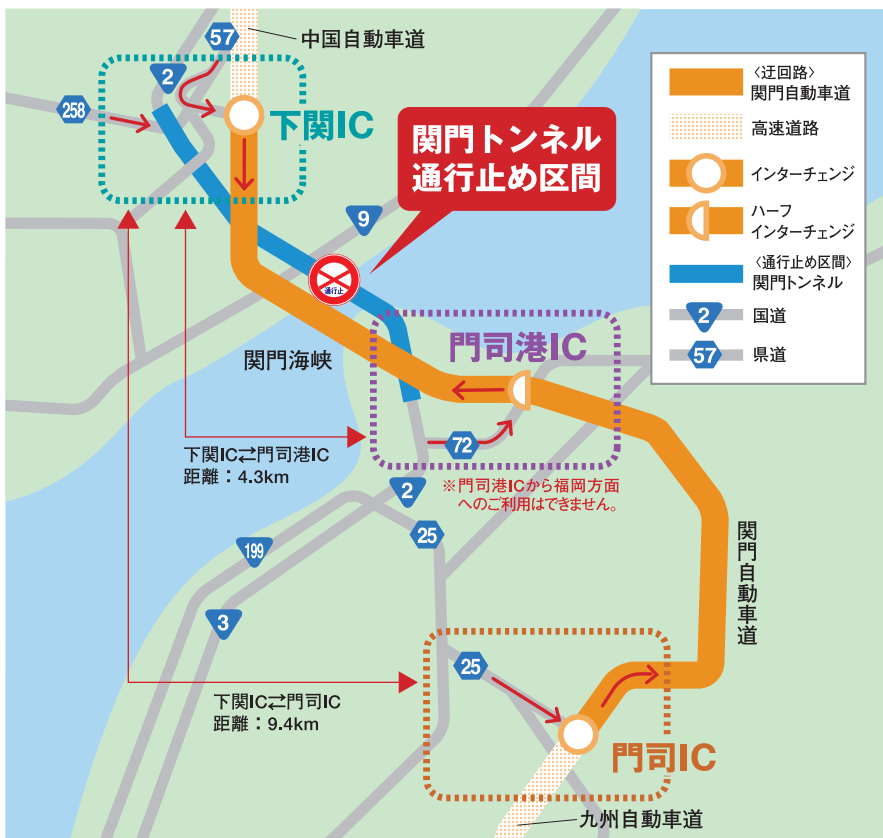 57
中国自動車道
2
258
下関IC
関門トンネル
通行止め区間
9
通行止
門司港IC
関門海峡
72
下関IC⇄門司港IC
距離：4.3km
※門司港ICから福岡方面
へのご利用はできません。
2
25
199
3
関門自動車道
25
下関IC⇄門司IC
距離：9.4km
門司IC
九州自動車道
〈迂回路〉
関門自動車道
高速道路
インターチェンジ
ハーフ
インターチェンジ
〈通行止め区間〉
関門トンネル
2
国道
57
県道